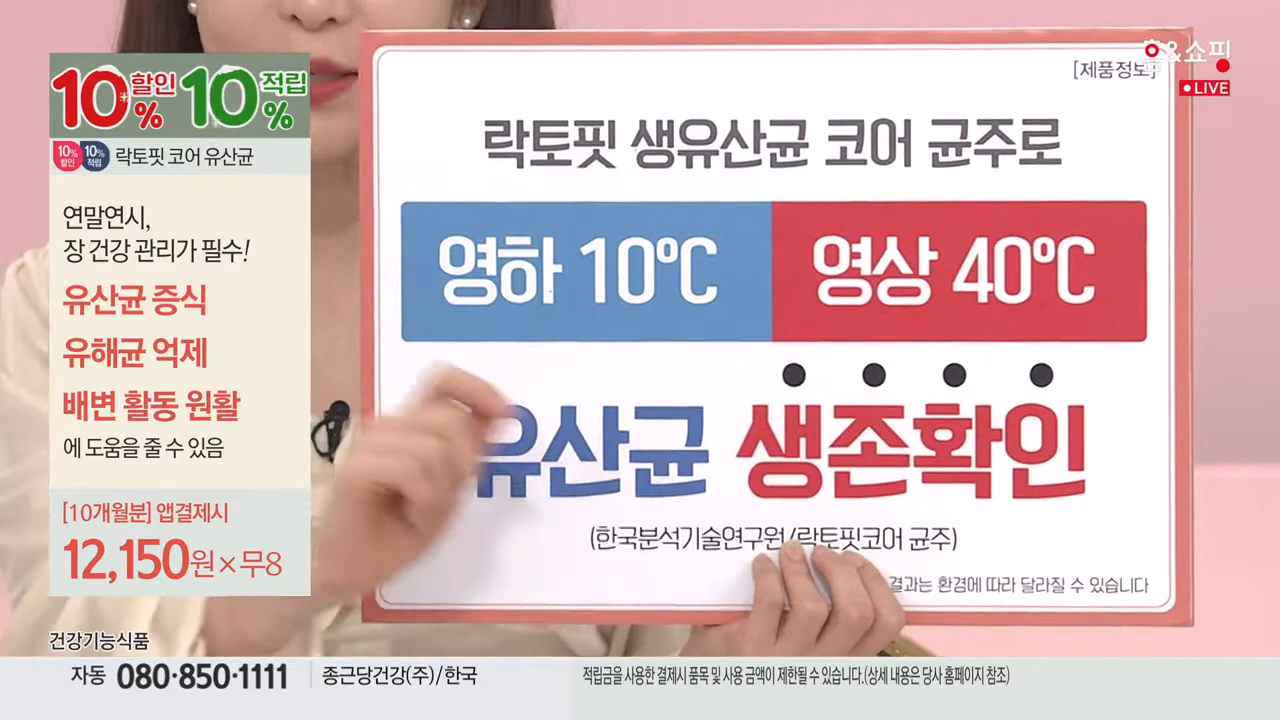 10% 할인 10% 적립
10% 할인 10% 적립 락토핏 코어 유산균
연말연시,
장 건강 관리가 필수!
유산균 증식
유해균 억제
배변 활동 원활
에 도움을 줄 수 있음
[10개월분] 앱결제시
12,150원×무8
건강기능식품
자동 080·850·1111 종근당건강(주)/한국
적립금을 사용한 결제시 품목 및 사용 금액이 제한될 수 있습니다.(상세 내용은 당사 홈페이지 참조)
홈&쇼핑
LIVE
[제품정보]
락토핏 생유산균 코어 균주로
영하 10℃ 영상 40℃
유산균 생존확인
(한국분석기술연구원/락토핏코어 균주)
결과는 환경에 따라 달라질 수 있습니다